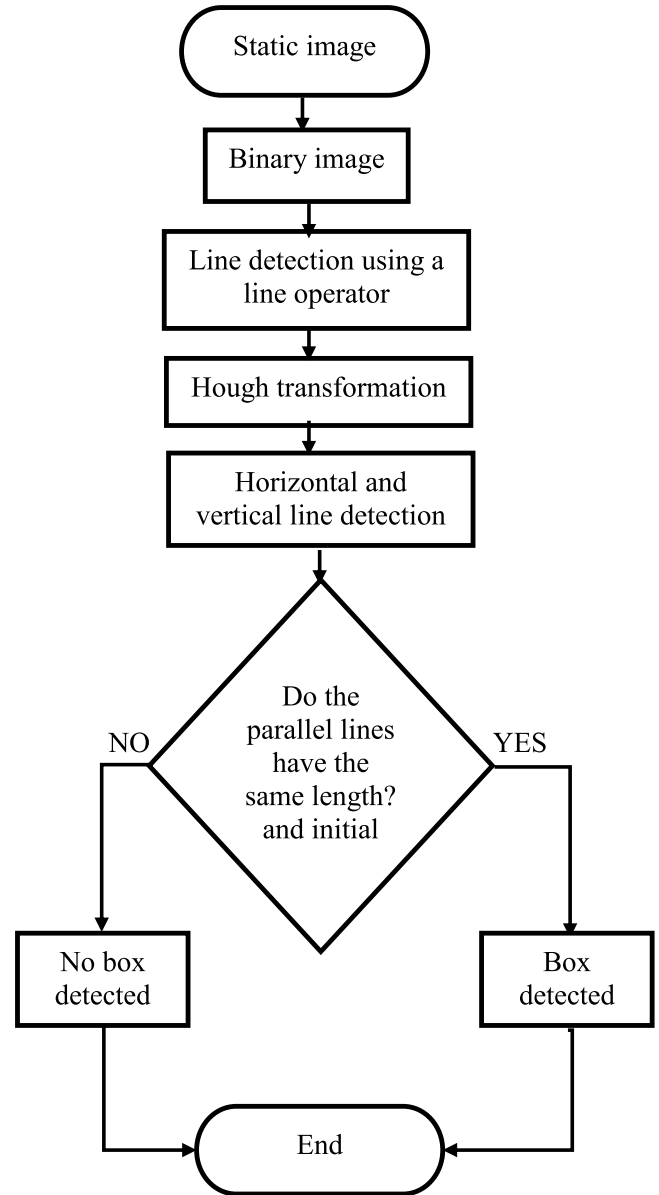 Static image
Binary image
Line detection using a
line operator
Hough transformation
Horizontal and
vertical line detection
Do the
parallel lines
have the
same length?
and initial
NO
YES
No box
detected
Box
detected
End